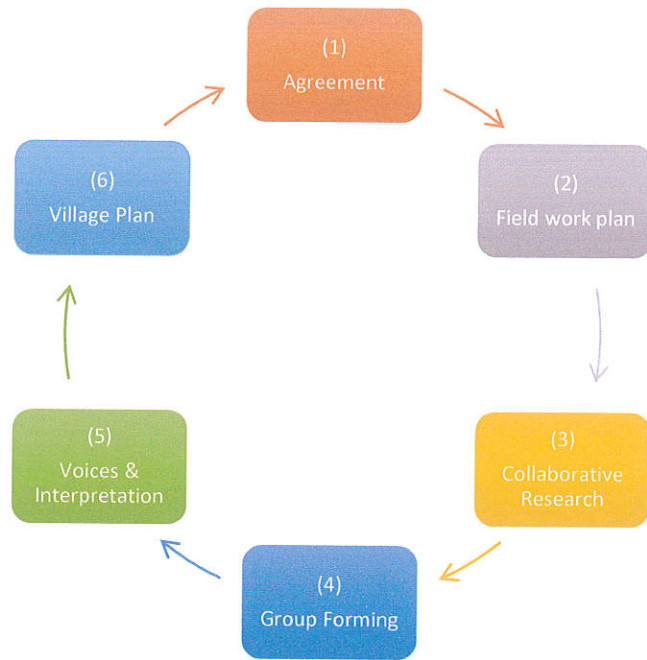 (1)
Agreement
(2)
Field work plan
(3)
Collaborative
Research
(4)
Group Forming
(5)
Voices &
Interpretation
(6)
Village Plan